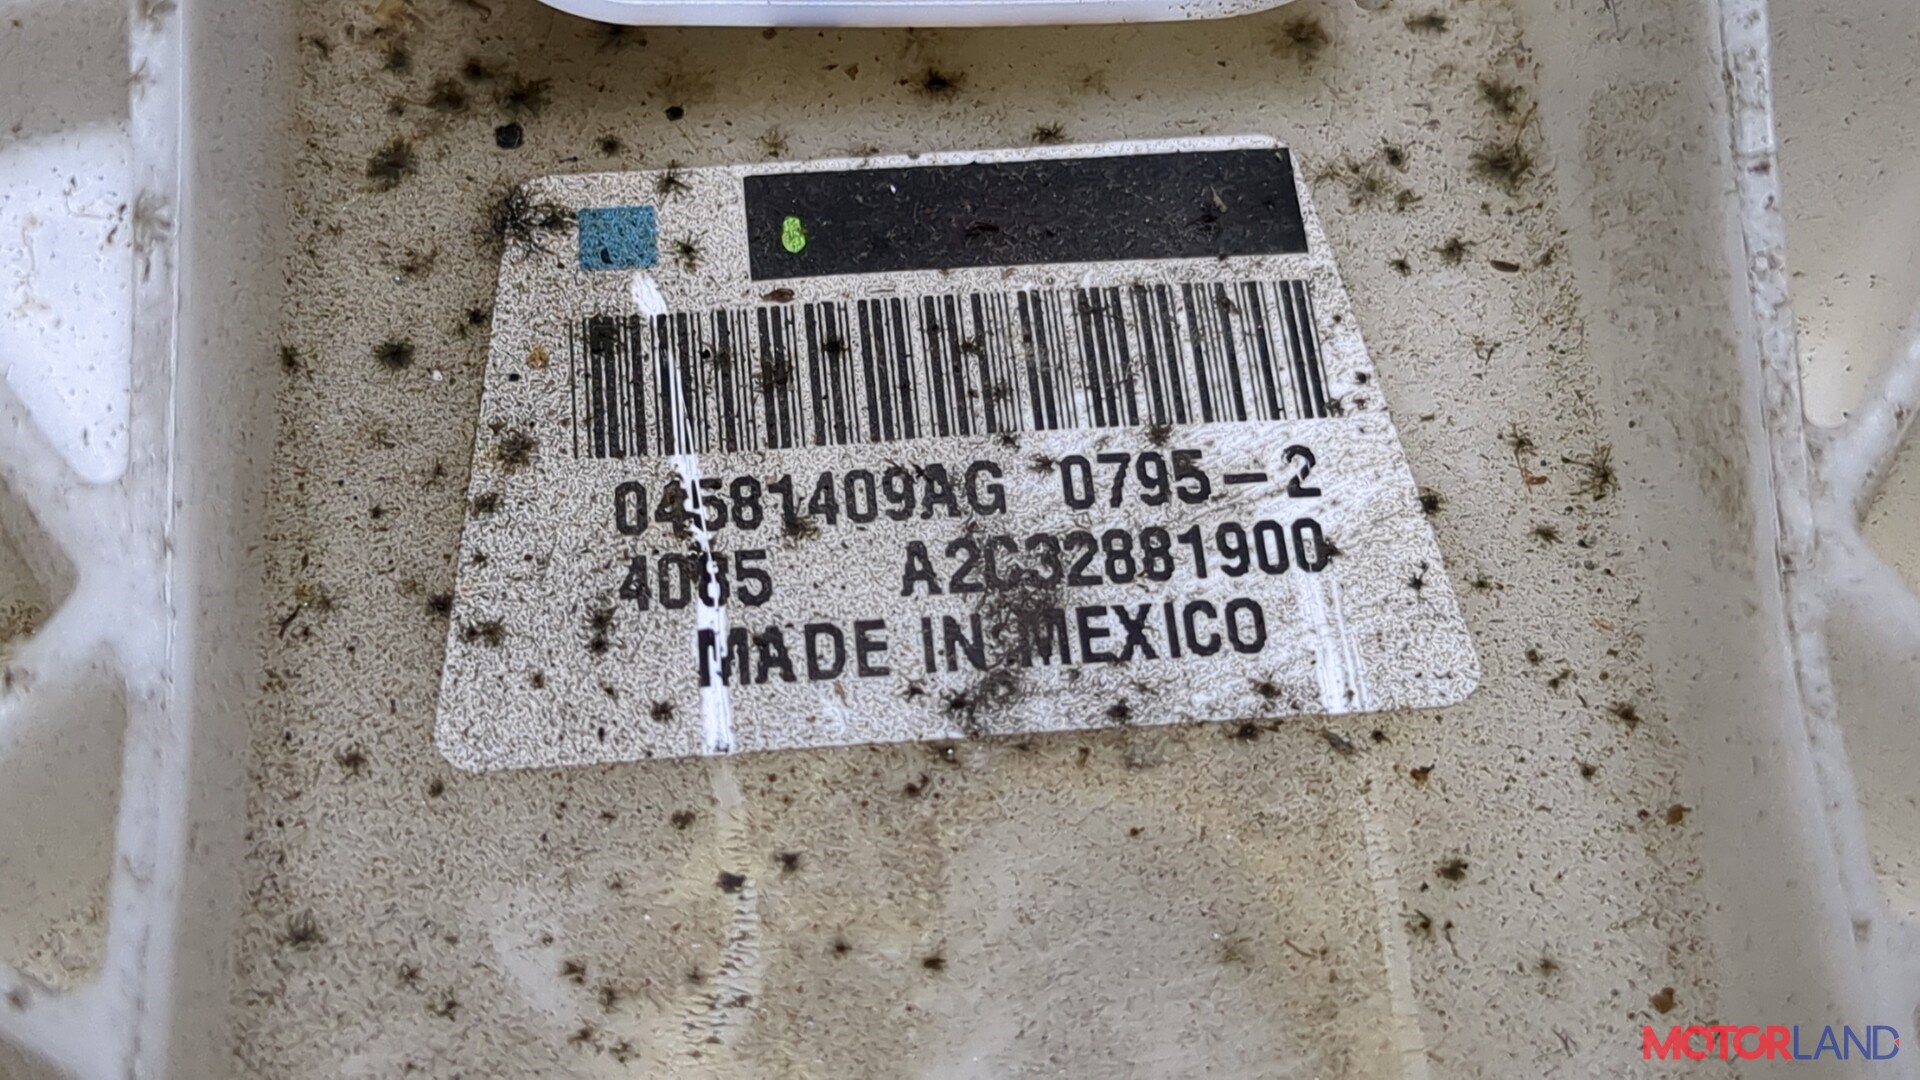 04581409AG 0795-2
4085 A2C32881900
MADE IN MEXICO
MOTORLAND